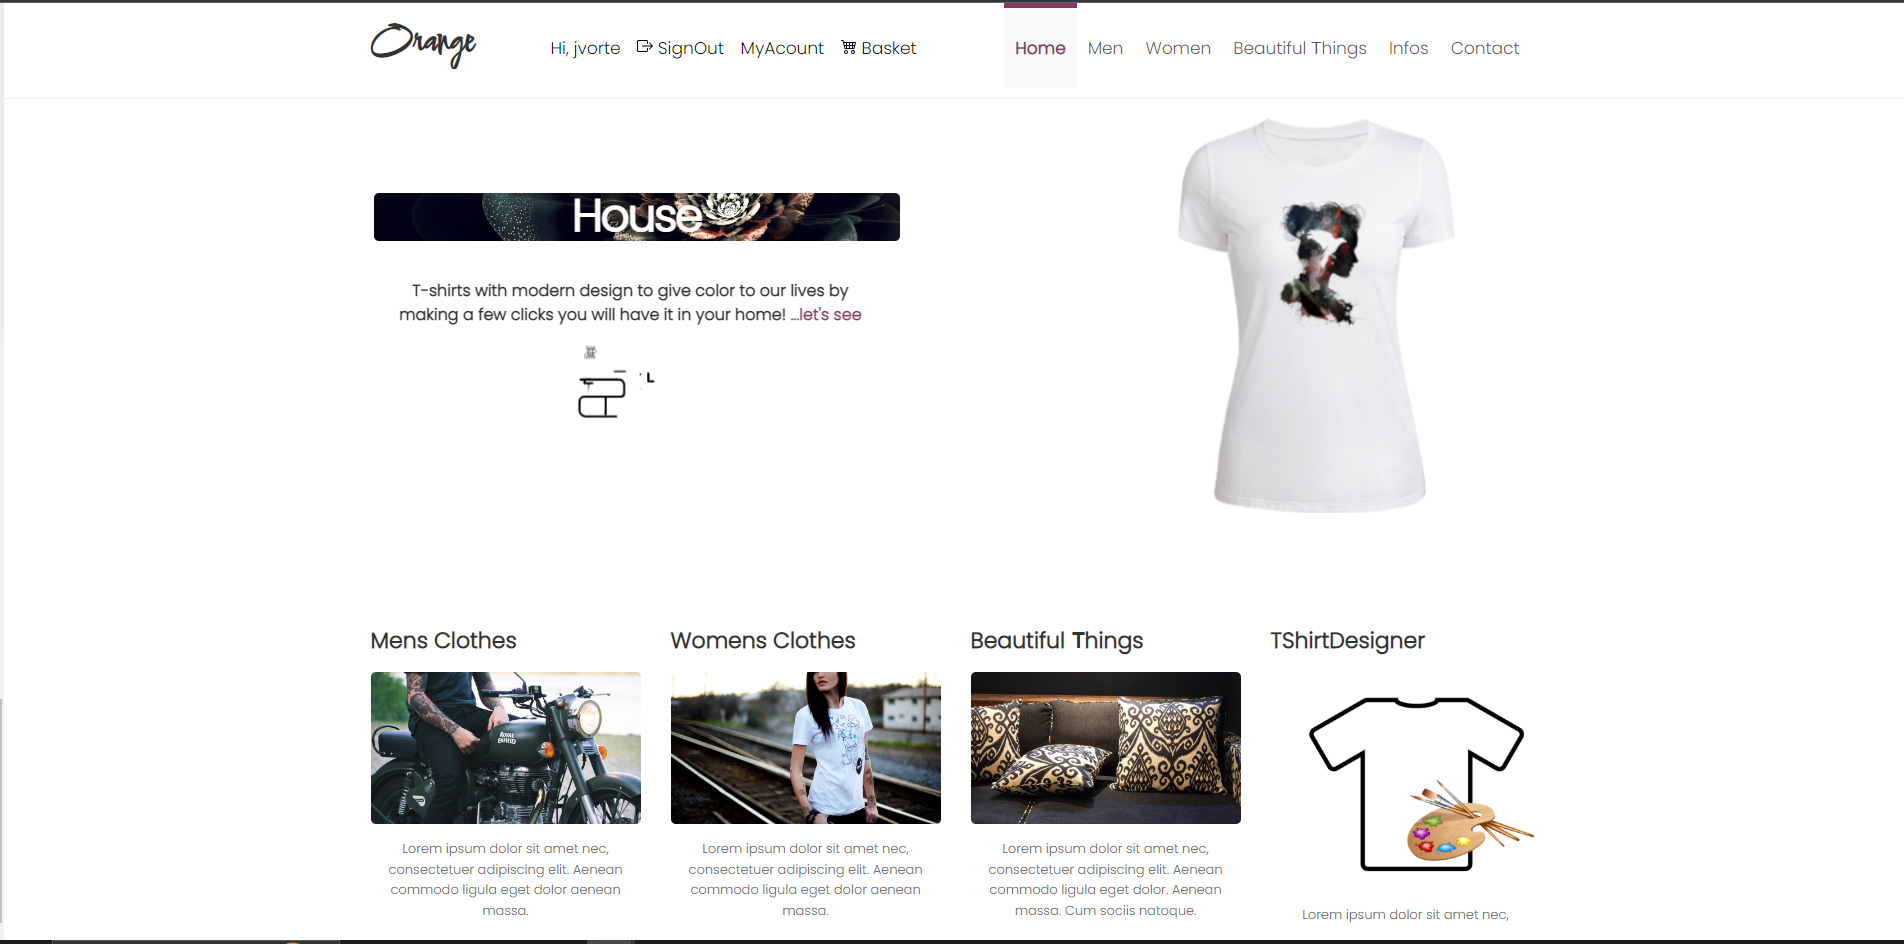 Orange
Hi, jvorte SignOut MyAcount Basket
Home Men Women Beautiful Things Infos Contact
House
T-shirts with modern design to give color to our lives by
making a few clicks you will have it in your home! ...let's see
Mens Clothes
Womens Clothes
Beautiful Things
TShirtDesigner
ROYAL
ENFIELD
Lorem ipsum dolor sit amet nec,
consectetuer adipiscing elit. Aenean
commodo ligula eget dolor aenean
massa.
Lorem ipsum dolor sit amet nec,
consectetuer adipiscing elit. Aenean
commodo ligula eget dolor aenean
massa.
Lorem ipsum dolor sit amet nec,
consectetuer adipiscing elit. Aenean
commodo ligula eget dolor. Aenean
massa. Cum sociis natoque.
Lorem ipsum dolor sit amet nec,